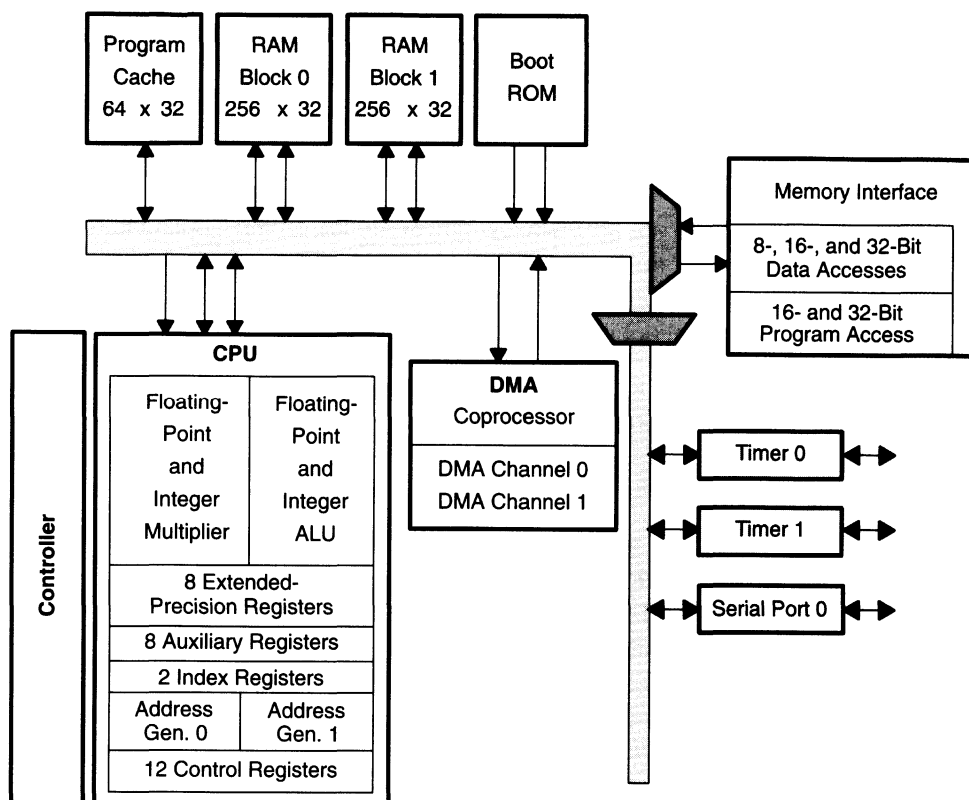 Program
Cache
64 x 32
RAM
Block 0
256 x 32
RAM
Block 1
256 x 32
Boot
ROM
Memory Interface
8-, 16-, and 32-Bit
Data Accesses
16- and 32-Bit
Program Access
Controller
CPU
Floating-
Point
and
Integer
Multiplier
Floating-
Point
and
Integer
ALU
8 Extended-
Precision Registers
8 Auxiliary Registers
2 Index Registers
Address
Gen. 0
Address
Gen. 1
12 Control Registers
DMA
Coprocessor
DMA Channel 0
DMA Channel 1
Timer 0
Timer 1
Serial Port 0